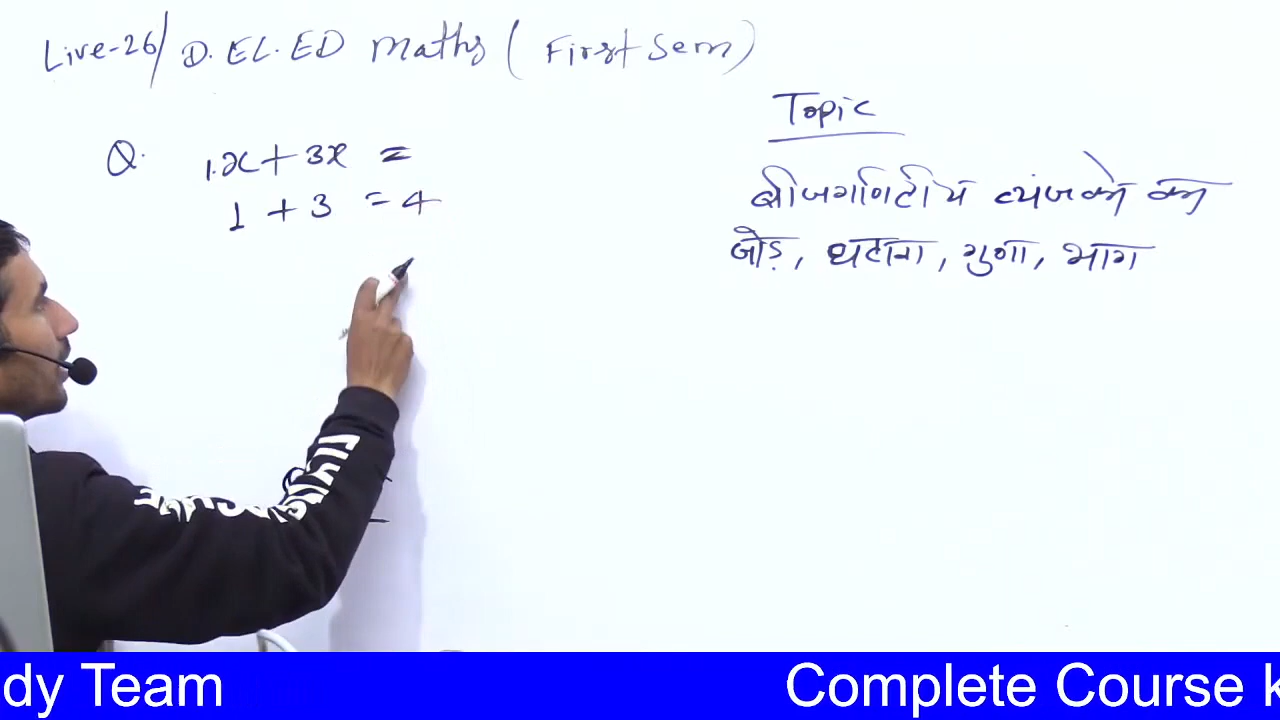 Live-26/ D.EL.ED Maths ( First Sem )
Topic
बीजगणितीय व्यंजको का
जोड़, घटाना, गुणा, भाग
Q. 1.x + 3x =
1 + 3 = 4
dy Team Complete Course k